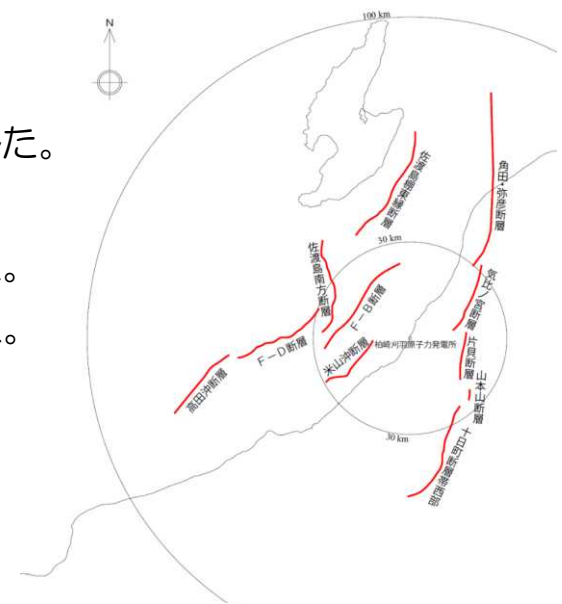 100 km
N
た。
佐渡島棚東縁断層
角田・弥彦断層
30 km
佐渡島南方断層
。
F－B断層
気比ノ宮断層
。
柏崎刈羽原子力発電所
F－D断層
米山沖断層
片貝断層
高田沖断層
山本山断層
30 km
十日町断層帯西部